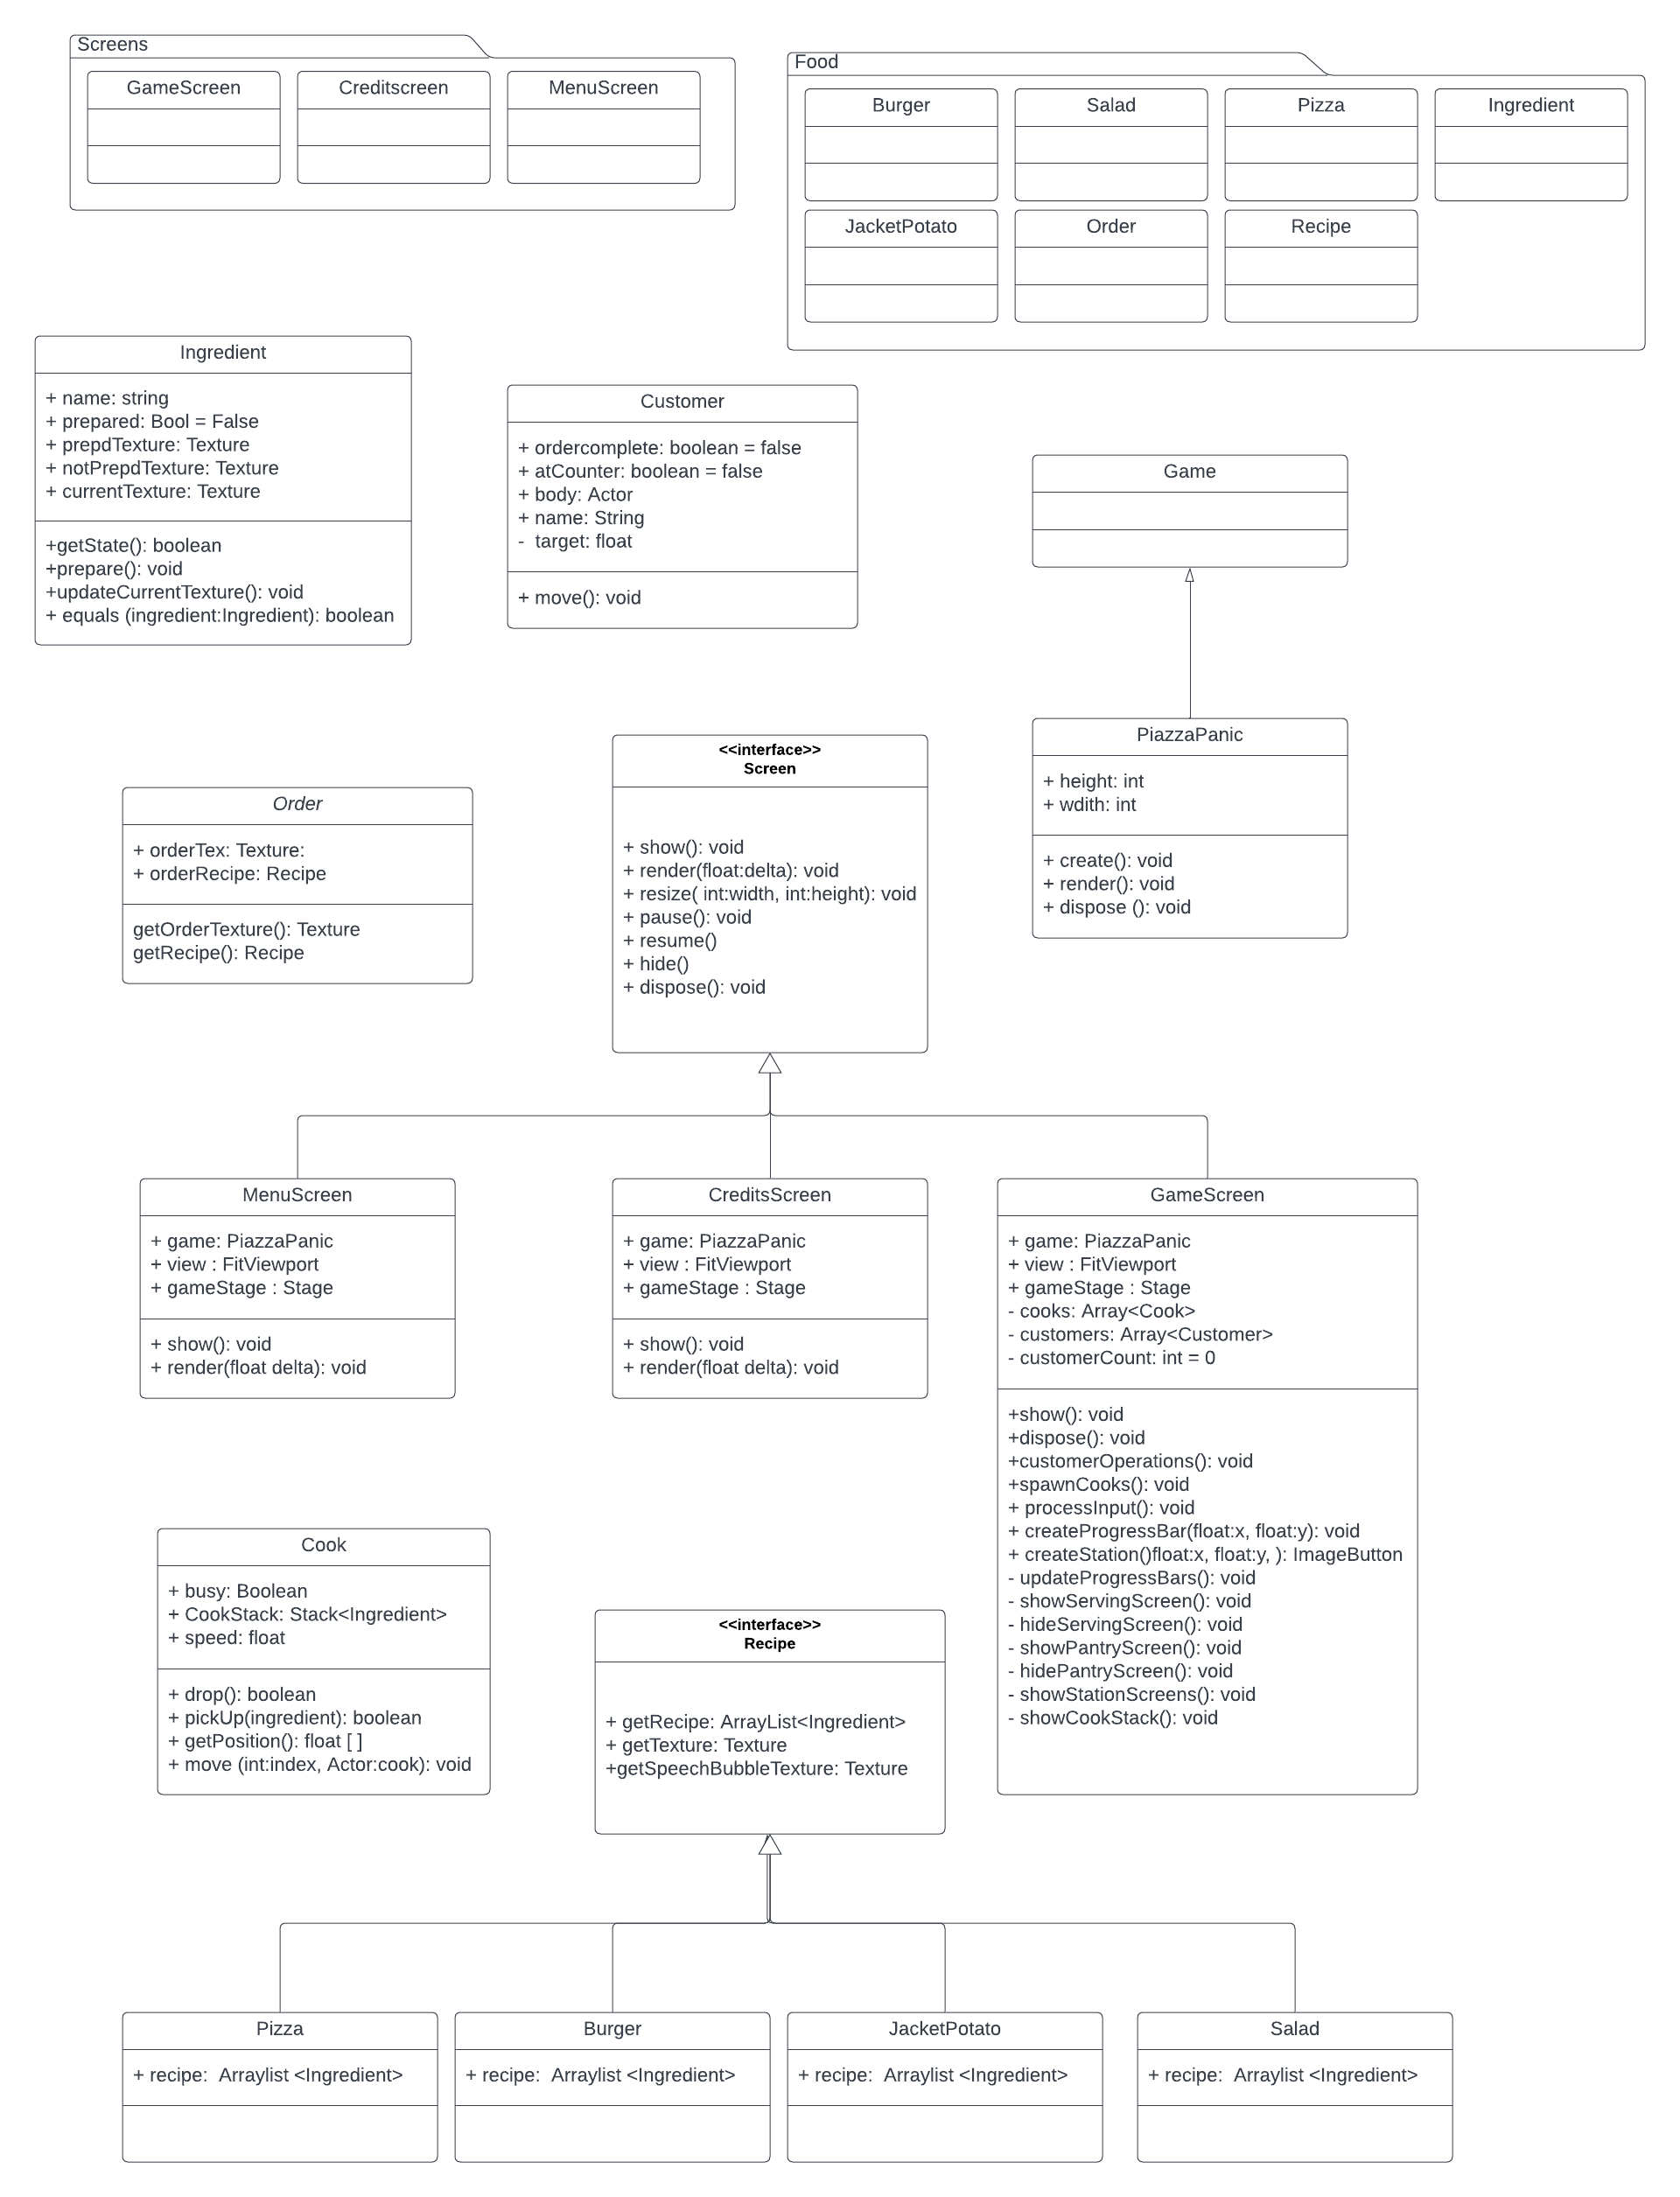 Screens
GameScreen
Creditscreen
MenuScreen
Food
Burger
Salad
Pizza
Ingredient
JacketPotato
Order
Recipe
Ingredient
+ name: string
+ prepared: Bool = False
+ prepdTexture: Texture
+ notPrepdTexture: Texture
+ currentTexture: Texture
+getState(): boolean
+prepare(): void
+updateCurrentTexture(): void
+ equals (ingredient:Ingredient): boolean
Customer
+ ordercomplete: boolean = false
+ atCounter: boolean = false
+ body: Actor
+ name: String
- target: float
+ move(): void
Game
PiazzaPanic
+ height: int
+ wdith: int
+ create(): void
+ render(): void
+ dispose (): void
<<interface>>
Screen
+ show(): void
+ render(float:delta): void
+ resize( int:width, int:height): void
+ pause(): void
+ resume()
+ hide()
+ dispose(): void
Order
+ orderTex: Texture:
+ orderRecipe: Recipe
getOrderTexture(): Texture
getRecipe(): Recipe
MenuScreen
+ game: PiazzaPanic
+ view : FitViewport
+ gameStage : Stage
+ show(): void
+ render(float delta): void
CreditsScreen
+ game: PiazzaPanic
+ view : FitViewport
+ gameStage : Stage
+ show(): void
+ render(float delta): void
GameScreen
+ game: PiazzaPanic
+ view : FitViewport
+ gameStage : Stage
- cooks: Array<Cook>
- customers: Array<Customer>
- customerCount: int = 0
+show(): void
+dispose(): void
+customerOperations(): void
+spawnCooks(): void
+ processInput(): void
+ createProgressBar(float:x, float:y): void
+ createStation()float:x, float:y, ): ImageButton
- updateProgressBars(): void
- showServingScreen(): void
- hideServingScreen(): void
- showPantryScreen(): void
- hidePantryScreen(): void
- showStationScreens(): void
- showCookStack(): void
Cook
+ busy: Boolean
+ CookStack: Stack<Ingredient>
+ speed: float
+ drop(): boolean
+ pickUp(ingredient): boolean
+ getPosition(): float [ ]
+ move (int:index, Actor:cook): void
<<interface>>
Recipe
+ getRecipe: ArrayList<Ingredient>
+ getTexture: Texture
+getSpeechBubbleTexture: Texture
Pizza
+ recipe:  Arraylist <Ingredient>
Burger
+ recipe:  Arraylist <Ingredient>
JacketPotato
+ recipe:  Arraylist <Ingredient>
Salad
+ recipe:  Arraylist <Ingredient>